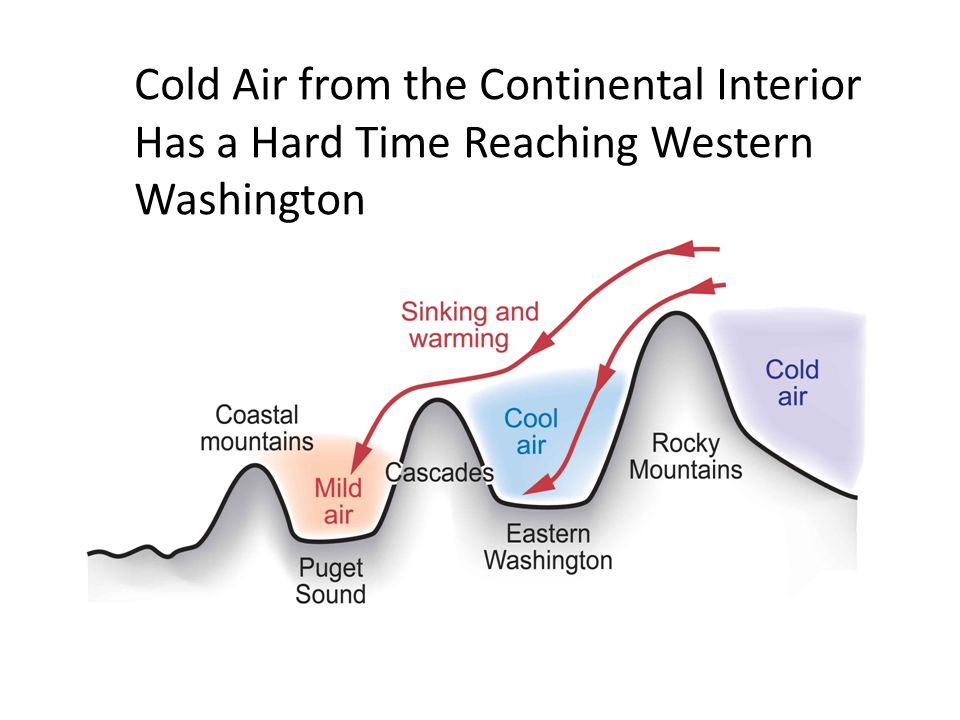 Cold Air from the Continental Interior
Has a Hard Time Reaching Western
Washington
Sinking and
warming
Cold
air
Coastal
mountains
Cool
air
Rocky
Mountains
Cascades
Mild
air
Eastern
Washington
Puget
Sound